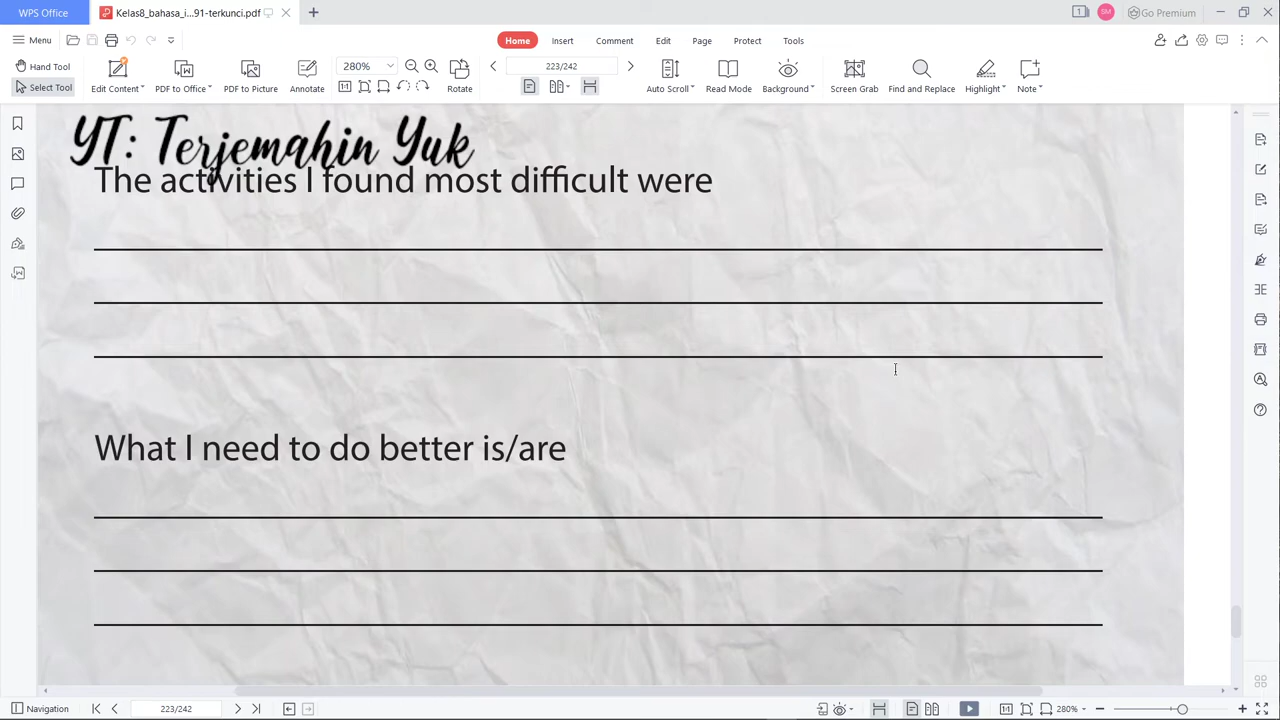 WPS Office
Kelas8_bahasa_i...91-terkunci.pdf
1
SM
Go Premium
Menu
Home
Insert
Comment
Edit
Page
Protect
Tools
Hand Tool
Select Tool
Edit Content
PDF to Office
PDF to Picture
Annotate
280%
Rotate
223/242
Auto Scroll
Read Mode
Background
Screen Grab
Find and Replace
Highlight
Note
YT: Terjemahin Yuk
The activities I found most difficult were
What I need to do better is/are
Navigation
223/242
280%